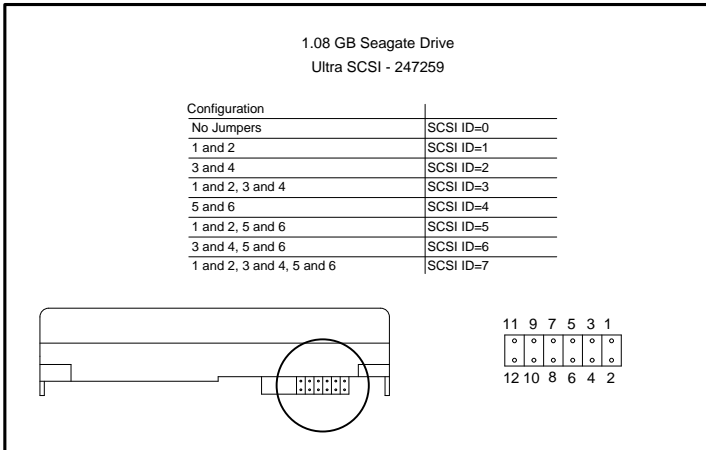 1.08 GB Seagate Drive
Ultra SCSI - 247259
Configuration
No Jumpers SCSI ID=0
1 and 2 SCSI ID=1
3 and 4 SCSI ID=2
1 and 2, 3 and 4 SCSI ID=3
5 and 6 SCSI ID=4
1 and 2, 5 and 6 SCSI ID=5
3 and 4, 5 and 6 SCSI ID=6
1 and 2, 3 and 4, 5 and 6 SCSI ID=7
11 9 7 5 3 1
12 10 8 6 4 2